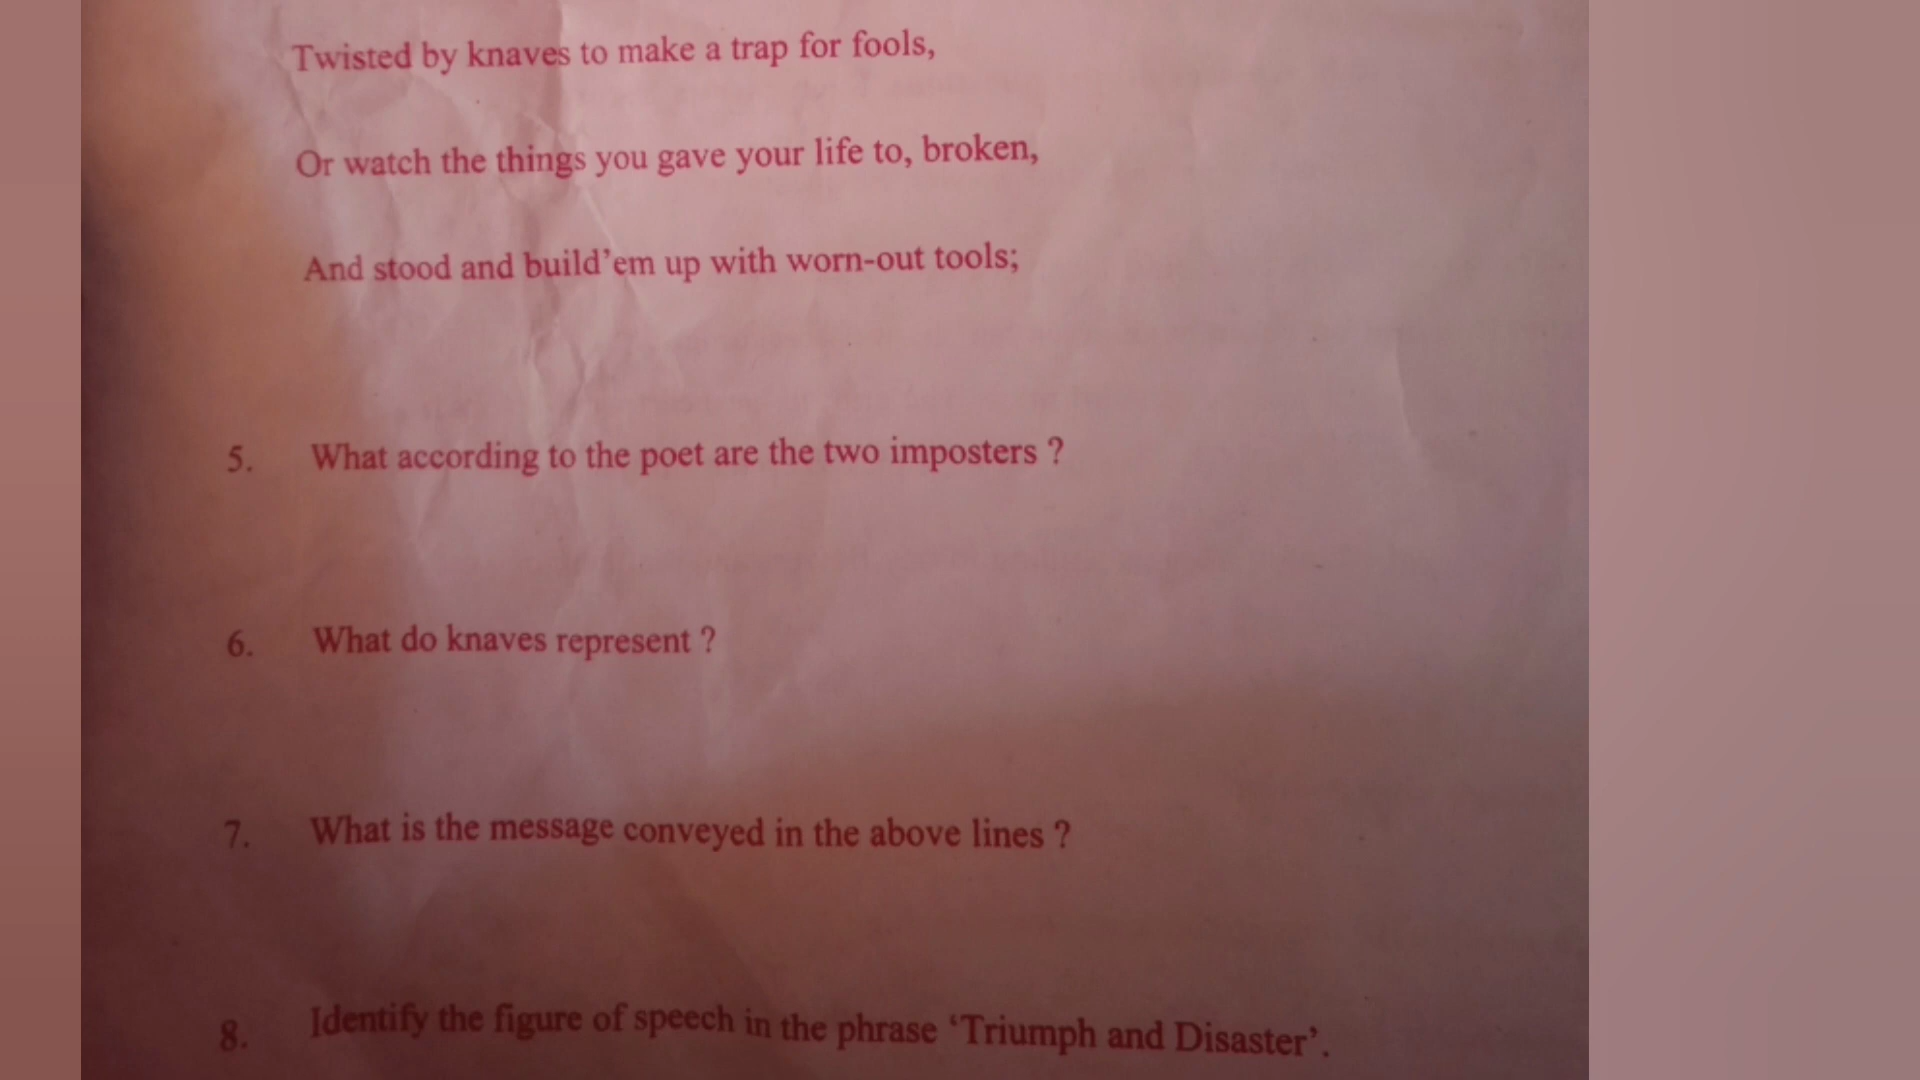 Twisted by knaves to make a trap for fools,
Or watch the things you gave your life to, broken,
And stood and build'em up with worn-out tools;
5. What according to the poet are the two imposters ?
6. What do knaves represent ?
7. What is the message conveyed in the above lines ?
8. Identify the figure of speech in the phrase ‘Triumph and Disaster’.